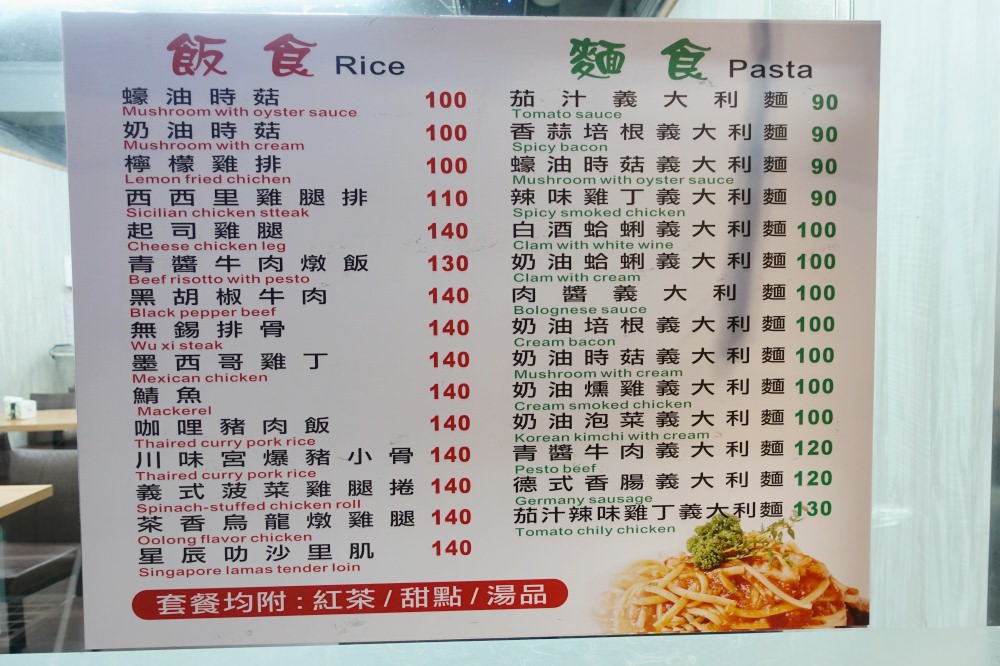 飯食 Rice
蠔油時菇 100
Mushroom with oyster sauce
奶油時菇 100
Mushroom with cream
檸檬雞排 100
Lemon fried chichen
西西里雞腿排 110
Sicilian chicken stteak
起司雞腿 140
Cheese chicken leg
青醬牛肉燉飯 130
Beef risotto with pesto
黑胡椒牛肉 140
Black pepper beef
無錫排骨 140
Wu xi steak
墨西哥雞丁 140
Mexican chicken
鯖魚 140
Mackerel
咖哩豬肉飯 140
Thaired curry pork rice
川味宮爆豬小骨 140
Thaired curry pork rice
義式菠菜雞腿捲 140
Spinach-stuffed chicken roll
茶香烏龍燉雞腿 140
Oolong flavor chicken
星辰叻沙里肌 140
Singapore lamas tender loin
麵食 Pasta
茄汁義大利麵 90
Tomato sauce
香蒜培根義大利麵 90
Spicy bacon
蠔油時菇義大利麵 90
Mushroom with oyster sauce
辣味雞丁義大利麵 90
Spicy smoked chicken
白酒蛤蜊義大利麵 100
Clam with white wine
奶油蛤蜊義大利麵 100
Clam with cream
肉醬義大利麵 100
Bolognese sauce
奶油培根義大利麵 100
Cream bacon
奶油時菇義大利麵 100
Mushroom with cream
奶油燻雞義大利麵 100
Cream smoked chicken
奶油泡菜義大利麵 100
Korean kimchi with cream
青醬牛肉義大利麵 120
Pesto beef
德式香腸義大利麵 120
Germany sausage
茄汁辣味雞丁義大利麵 130
Tomato chily chicken
套餐均附:紅茶/甜點/湯品